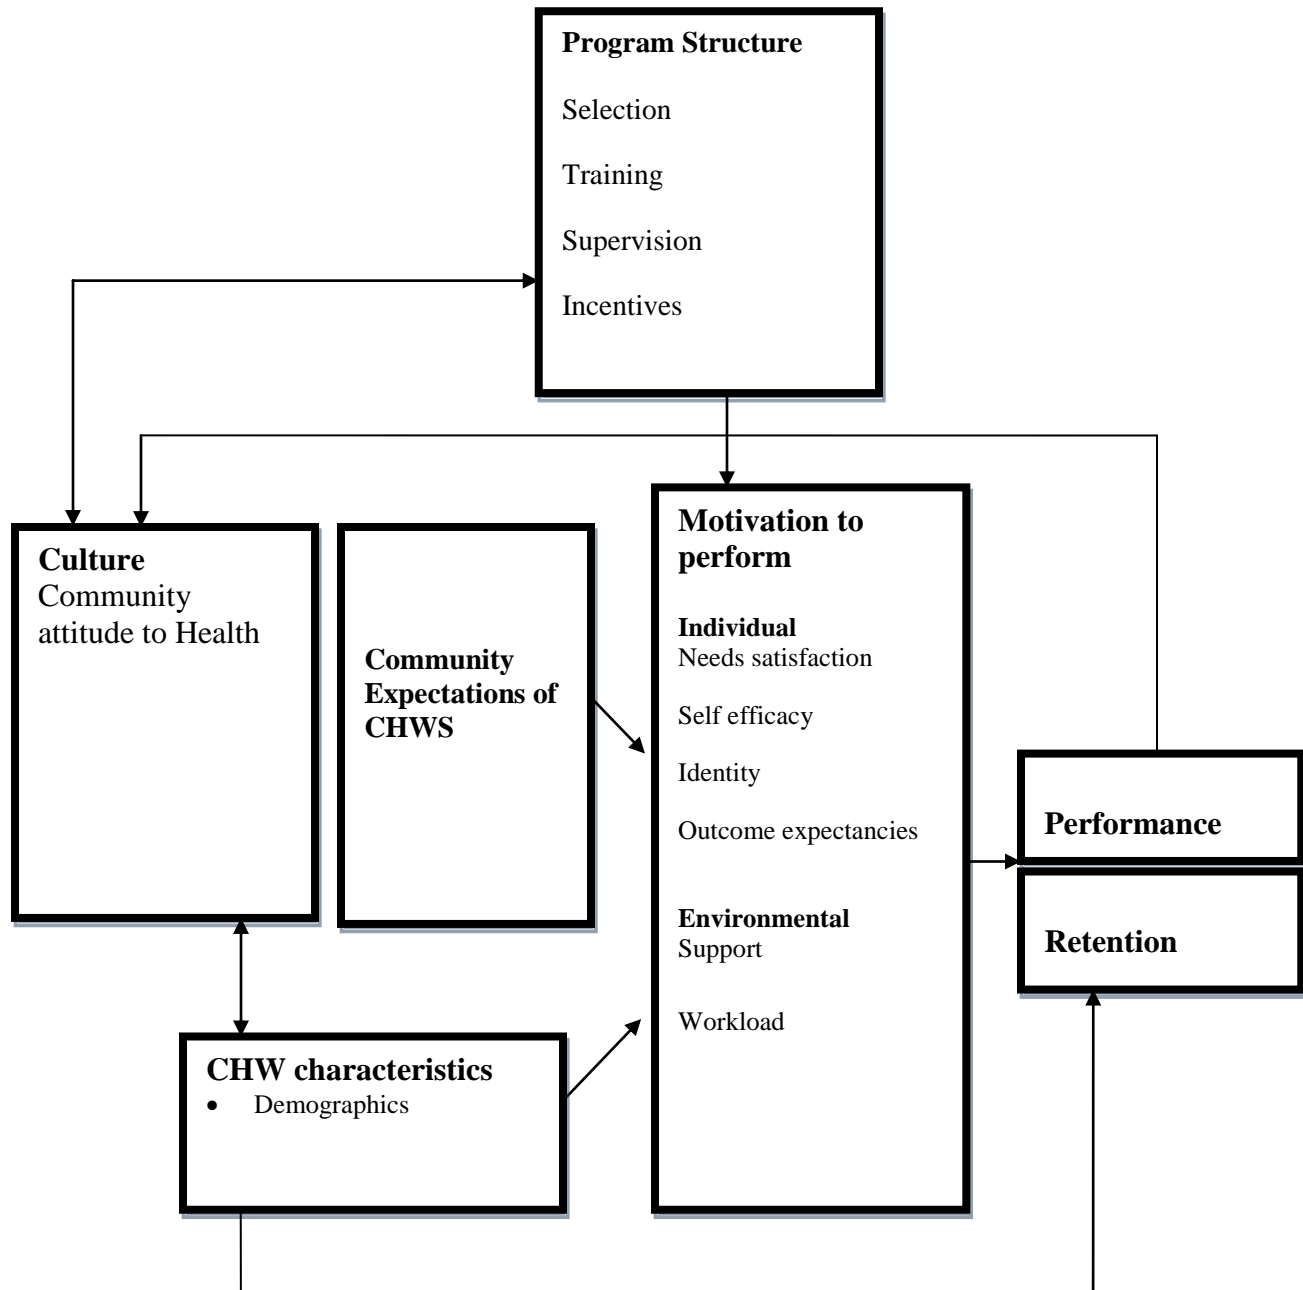 Program Structure
Selection
Training
Supervision
Incentives
Culture
Community
attitude to Health
Community
Expectations of
CHWS
Motivation to
perform
Individual
Needs satisfaction
Self efficacy
Identity
Outcome expectancies
Environmental
Support
Workload
Performance
Retention
CHW characteristics
• Demographics